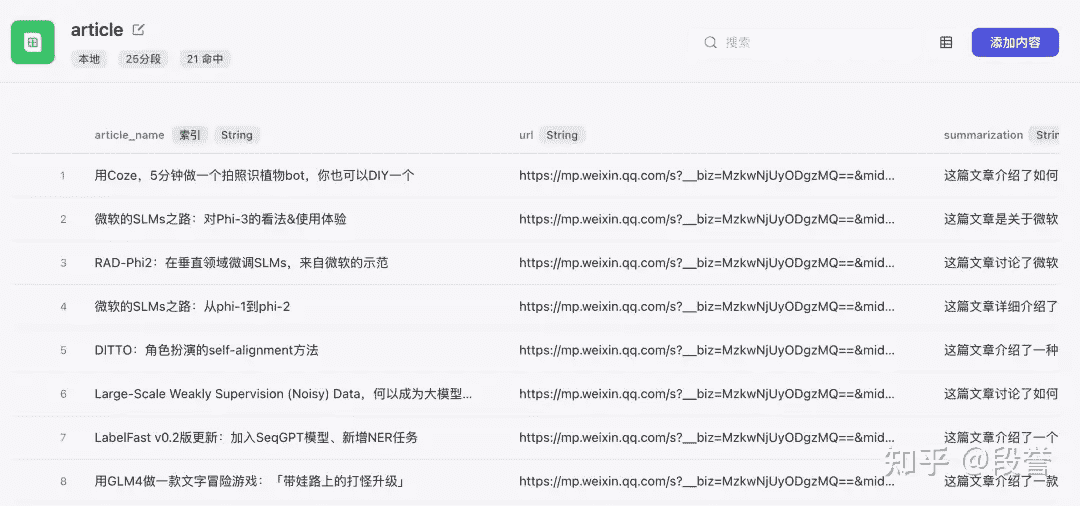 article
本地 25分段 21 命中
搜索
添加内容
article_name 索引 String url String summarization Strin
1 用Coze，5分钟做一个拍照识植物bot，你也可以DIY一个 https://mp.weixin.qq.com/s?__biz=MzkwNjUyODgzMQ==&mid... 这篇文章介绍了如何
2 微软的SLMs之路：对Phi-3的看法&使用体验 https://mp.weixin.qq.com/s?__biz=MzkwNjUyODgzMQ==&mid... 这篇文章是关于微软
3 RAD-Phi2：在垂直领域微调SLMs，来自微软的示范 https://mp.weixin.qq.com/s?__biz=MzkwNjUyODgzMQ==&mid... 这篇文章讨论了微软
4 微软的SLMs之路：从phi-1到phi-2 https://mp.weixin.qq.com/s?__biz=MzkwNjUyODgzMQ==&mid... 这篇文章详细介绍了
5 DITTO：角色扮演的self-alignment方法 https://mp.weixin.qq.com/s?__biz=MzkwNjUyODgzMQ==&mid... 这篇文章介绍了一种
6 Large-Scale Weakly Supervision (Noisy) Data，何以成为大模型... https://mp.weixin.qq.com/s?__biz=MzkwNjUyODgzMQ==&mid... 这篇文章讨论了如何
7 LabelFast v0.2版更新：加入SeqGPT模型、新增NER任务 https://mp.weixin.qq.com/s?__biz=MzkwNjUyODgzMQ==&mid... 这篇文章介绍了一个
8 用GLM4做一款文字冒险游戏：「带娃路上的打怪升级」 https://mp.weixin.qq.com/s?__biz=MzkwNjUyODgzMQ==&mid... 这篇文章介绍了一款
知乎 @段誉